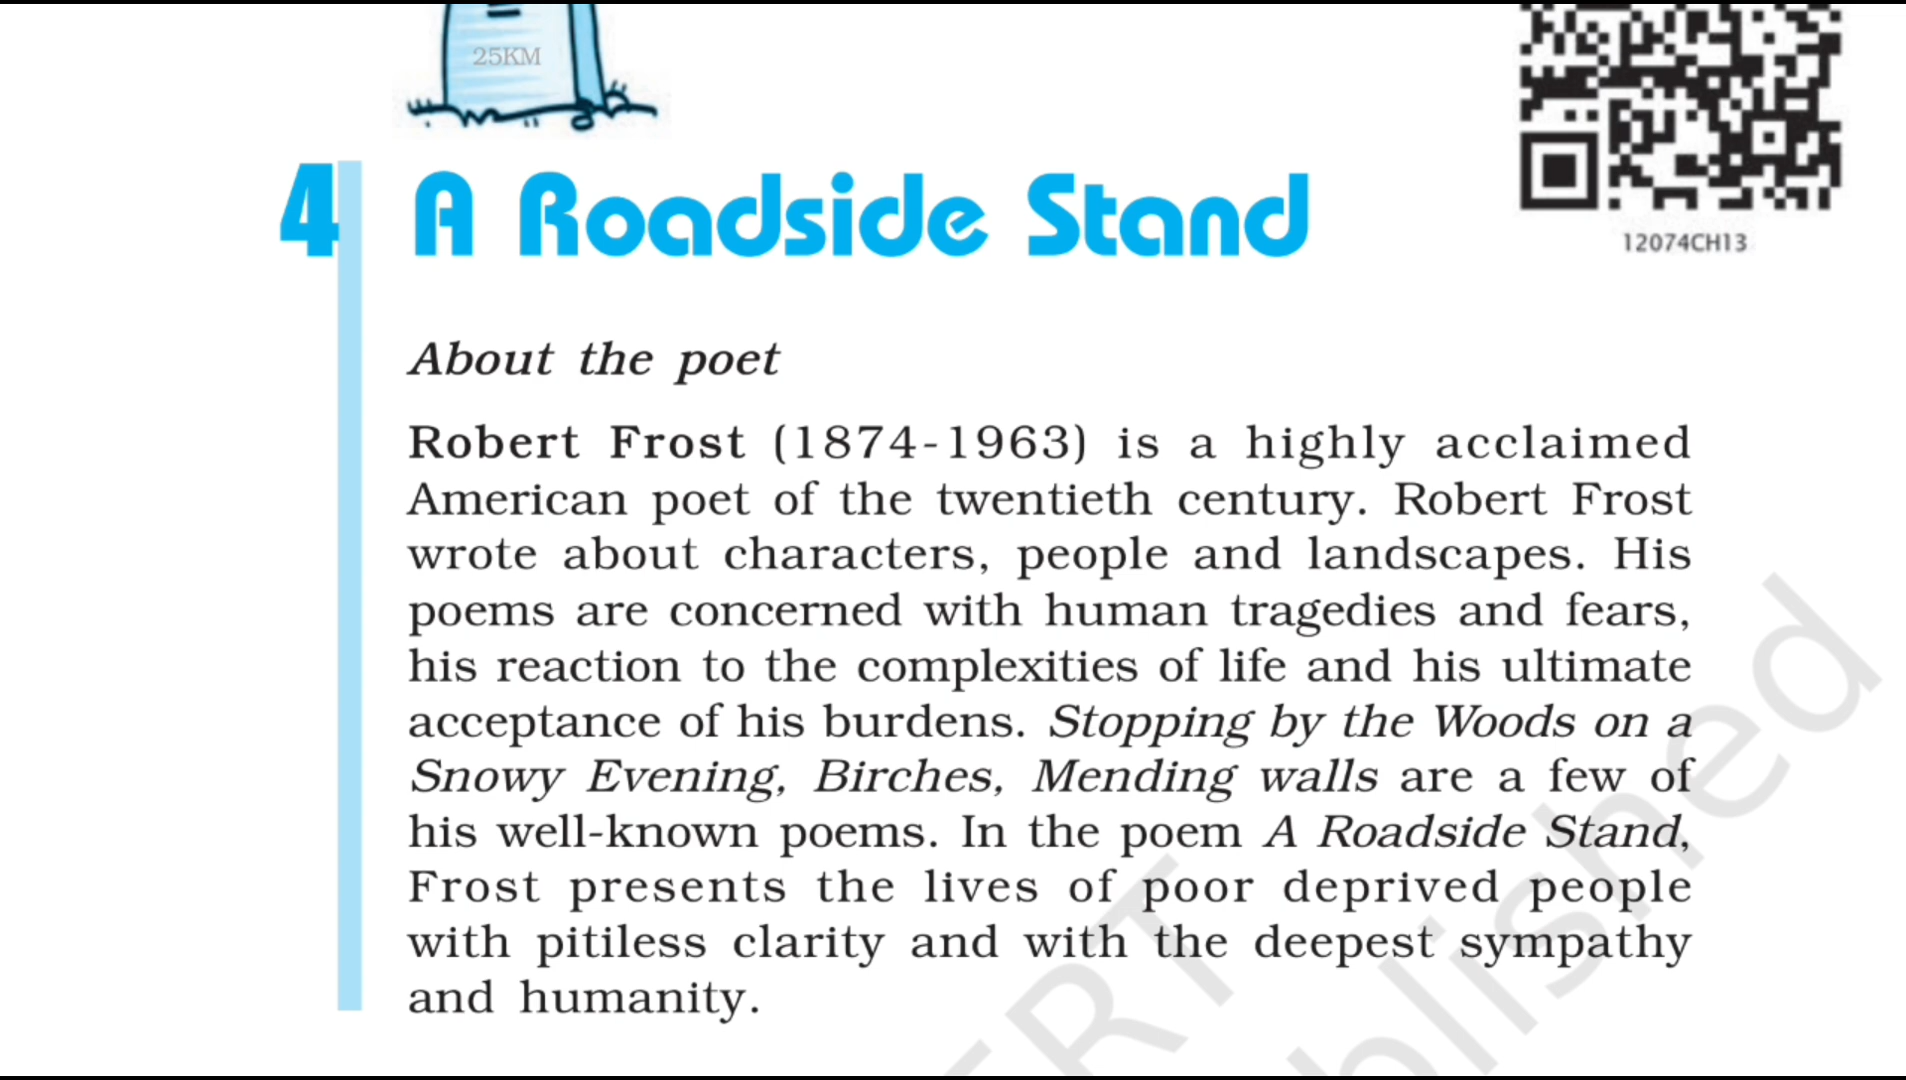 25KM
12074CH13
4 A Roadside Stand
About the poet
Robert Frost (1874-1963) is a highly acclaimed
American poet of the twentieth century. Robert Frost
wrote about characters, people and landscapes. His
poems are concerned with human tragedies and fears,
his reaction to the complexities of life and his ultimate
acceptance of his burdens. Stopping by the Woods on a
Snowy Evening, Birches, Mending walls are a few of
his well-known poems. In the poem A Roadside Stand,
Frost presents the lives of poor deprived people
with pitiless clarity and with the deepest sympathy
and humanity.